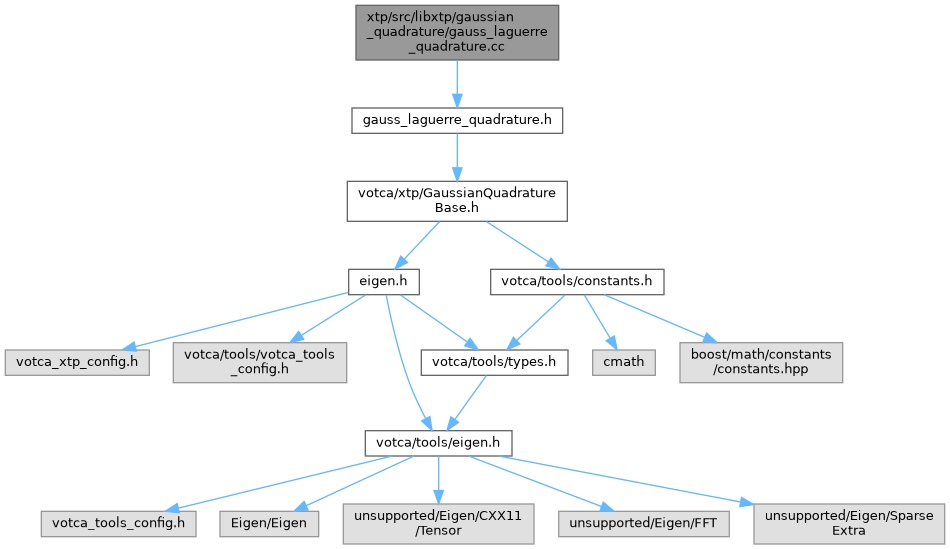 xtp/src/libxtp/gaussian
_quadrature/gauss_laguerre
_quadrature.cc
gauss_laguerre_quadrature.h
votca/xtp/GaussianQuadrature
Base.h
eigen.h
votca/tools/constants.h
votca_xtp_config.h
votca/tools/votca_tools
_config.h
votca/tools/types.h
cmath
boost/math/constants
/constants.hpp
votca/tools/eigen.h
votca_tools_config.h
Eigen/Eigen
unsupported/Eigen/CXX11
/Tensor
unsupported/Eigen/FFT
unsupported/Eigen/Sparse
Extra